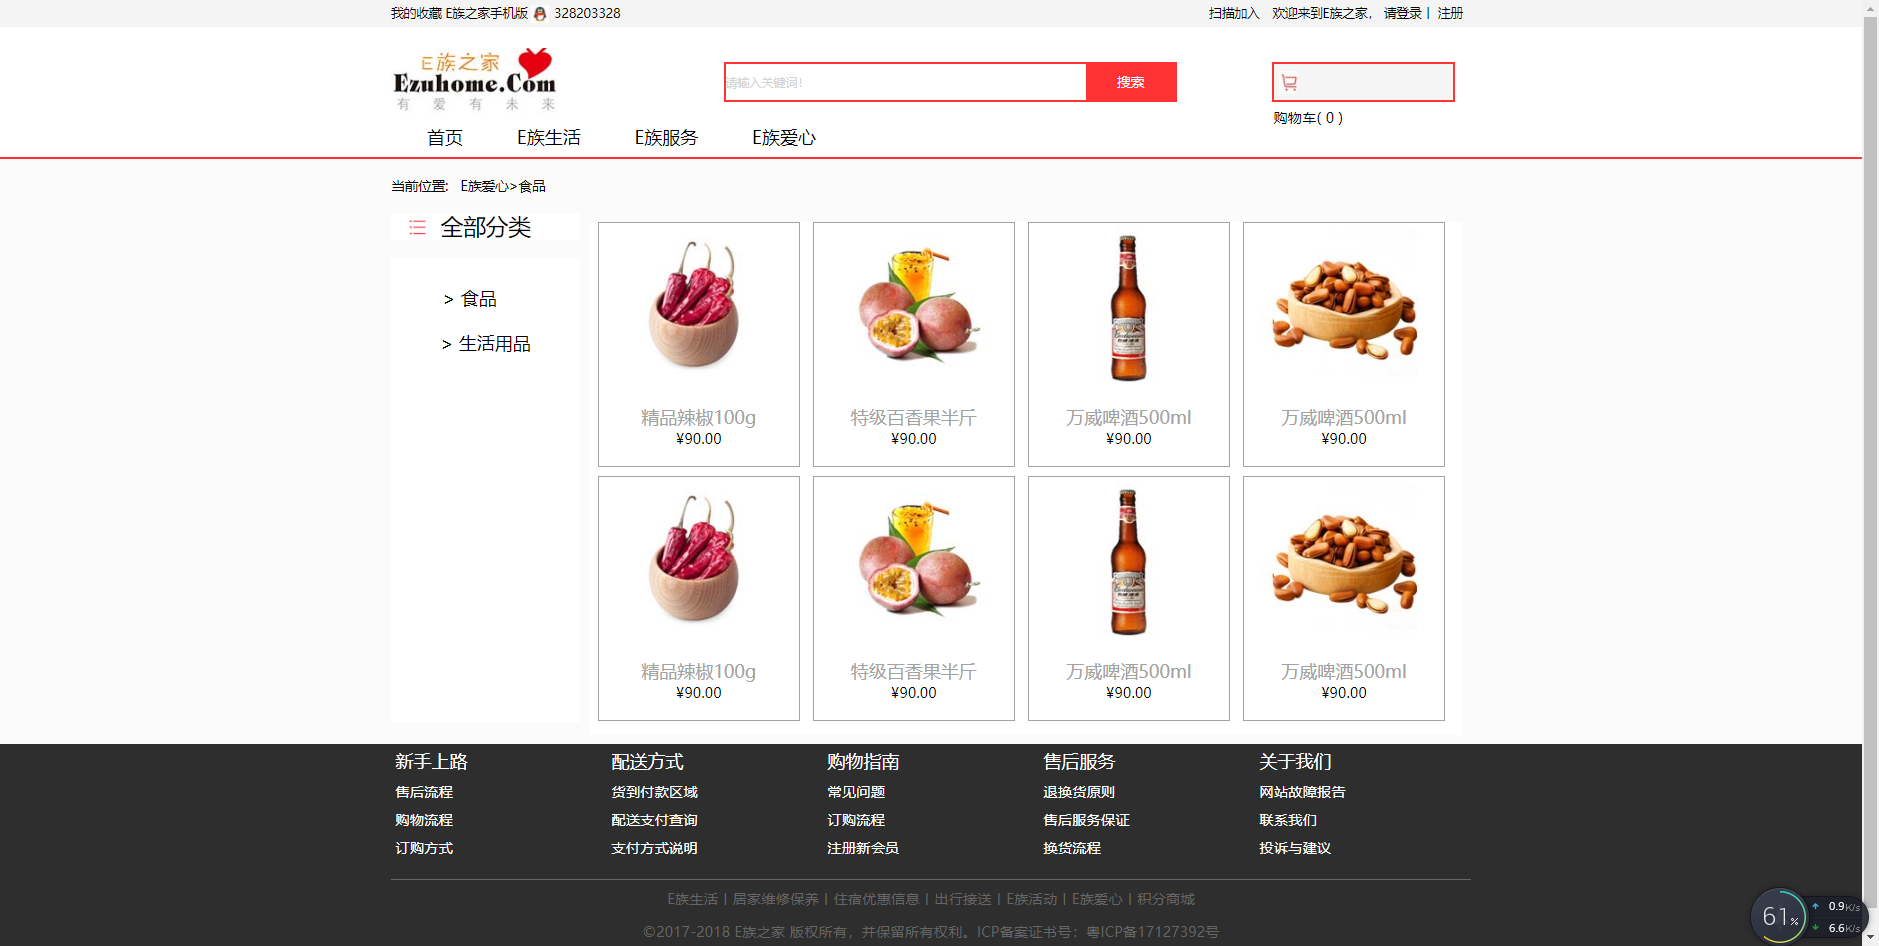 我的收藏 E族之家手机版 328203328 扫描加入 欢迎来到E族之家， 请登录 | 注册
E族之家
Ezuhome.Com
有 爱 有 未 来
请输入关键词! 搜索
购物车( 0 )
首页 E族生活 E族服务 E族爱心
当前位置: E族爱心>食品
全部分类
> 食品
> 生活用品
精品辣椒100g 特级百香果半斤 万威啤酒500ml 万威啤酒500ml
¥90.00 ¥90.00 ¥90.00 ¥90.00
Budweiser
精品辣椒100g 特级百香果半斤 万威啤酒500ml 万威啤酒500ml
¥90.00 ¥90.00 ¥90.00 ¥90.00
新手上路 配送方式 购物指南 售后服务 关于我们
售后流程 货到付款区域 常见问题 退换货原则 网站故障报告
购物流程 配送支付查询 订购流程 售后服务保证 联系我们
订购方式 支付方式说明 注册新会员 换货流程 投诉与建议
E族生活 | 居家维修保养 | 住宿优惠信息 | 出行接送 | E族活动 | E族爱心 | 积分商城
©2017-2018 E族之家 版权所有，并保留所有权利。ICP备案证书号：粤ICP备17127392号
61% 0.9K/s
6.6K/s